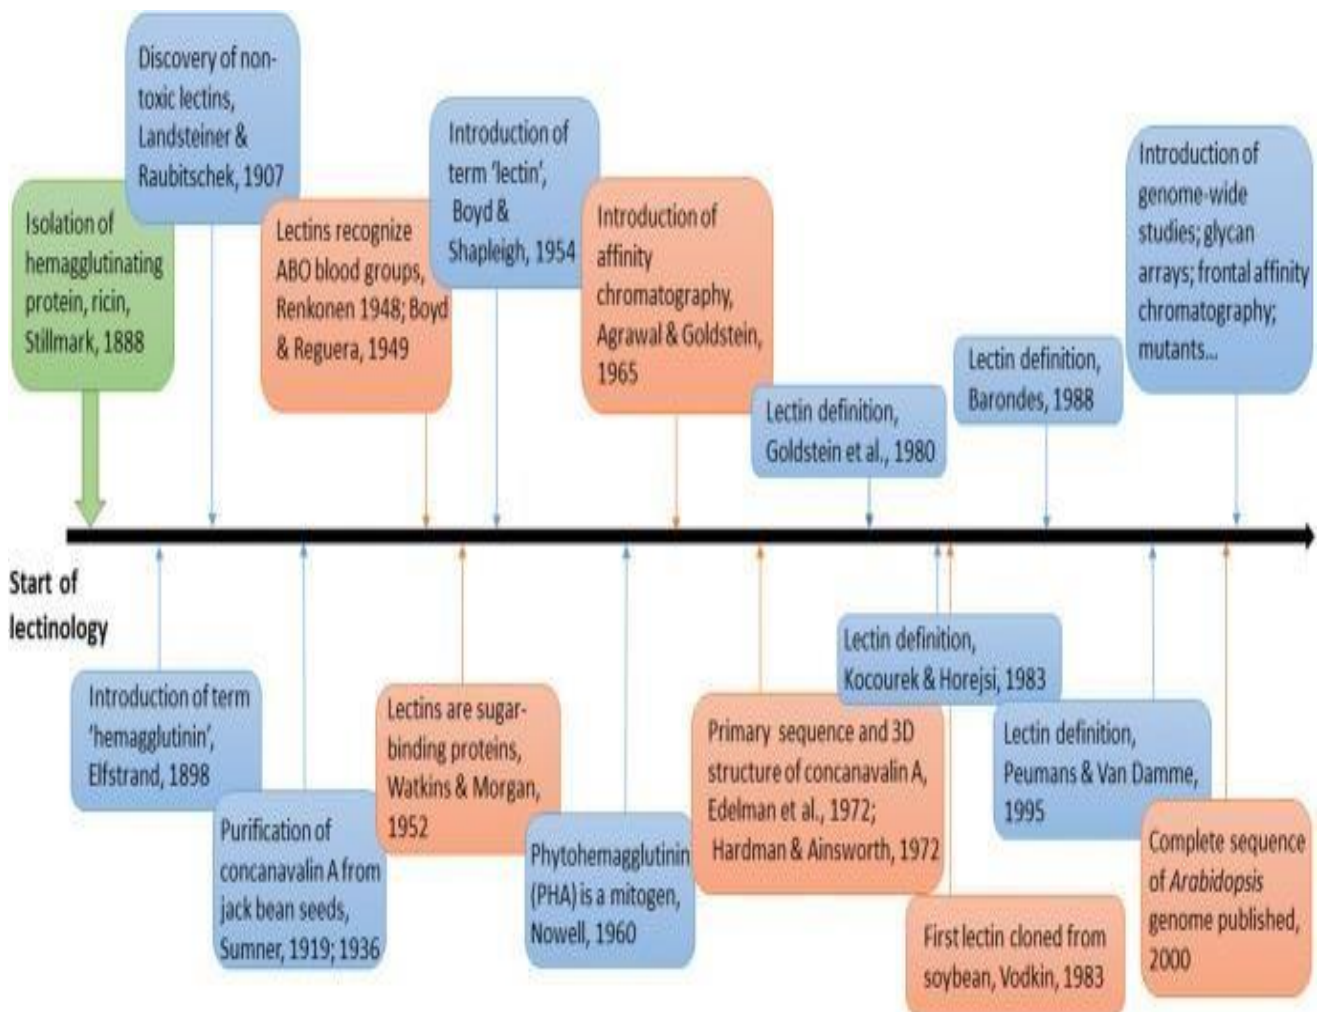 Discovery of non-
toxic lectins,
Landsteiner &
Raubitschek, 1907
Introduction of
term 'lectin',
Boyd &
Shapleigh, 1954
Introduction of
genome-wide
studies; glycan
arrays; frontal affinity
chromatography;
mutants...
Isolation of
hemagglutinating
protein, ricin,
Stillmark, 1888
Lectins recognize
ABO blood groups,
Renkonen 1948; Boyd
& Reguera, 1949
Introduction of
affinity
chromatography,
Agrawal & Goldstein,
1965
Lectin definition,
Goldstein et al., 1980
Lectin definition,
Barondes, 1988
Start of
lectinology
Introduction of term
'hemagglutinin',
Elfstrand, 1898
Purification of
concanavalin A from
jack bean seeds,
Sumner, 1919; 1936
Lectins are sugar-
binding proteins,
Watkins & Morgan,
1952
Phytohemagglutinin
(PHA) is a mitogen,
Nowell, 1960
Primary sequence and 3D
structure of concanavalin A,
Edelman et al., 1972;
Hardman & Ainsworth, 1972
Lectin definition,
Kocourek & Horejsi, 1983
First lectin cloned from
soybean, Vodkin, 1983
Lectin definition,
Peumans & Van Damme,
1995
Complete sequence
of Arabidopsis
genome published,
2000